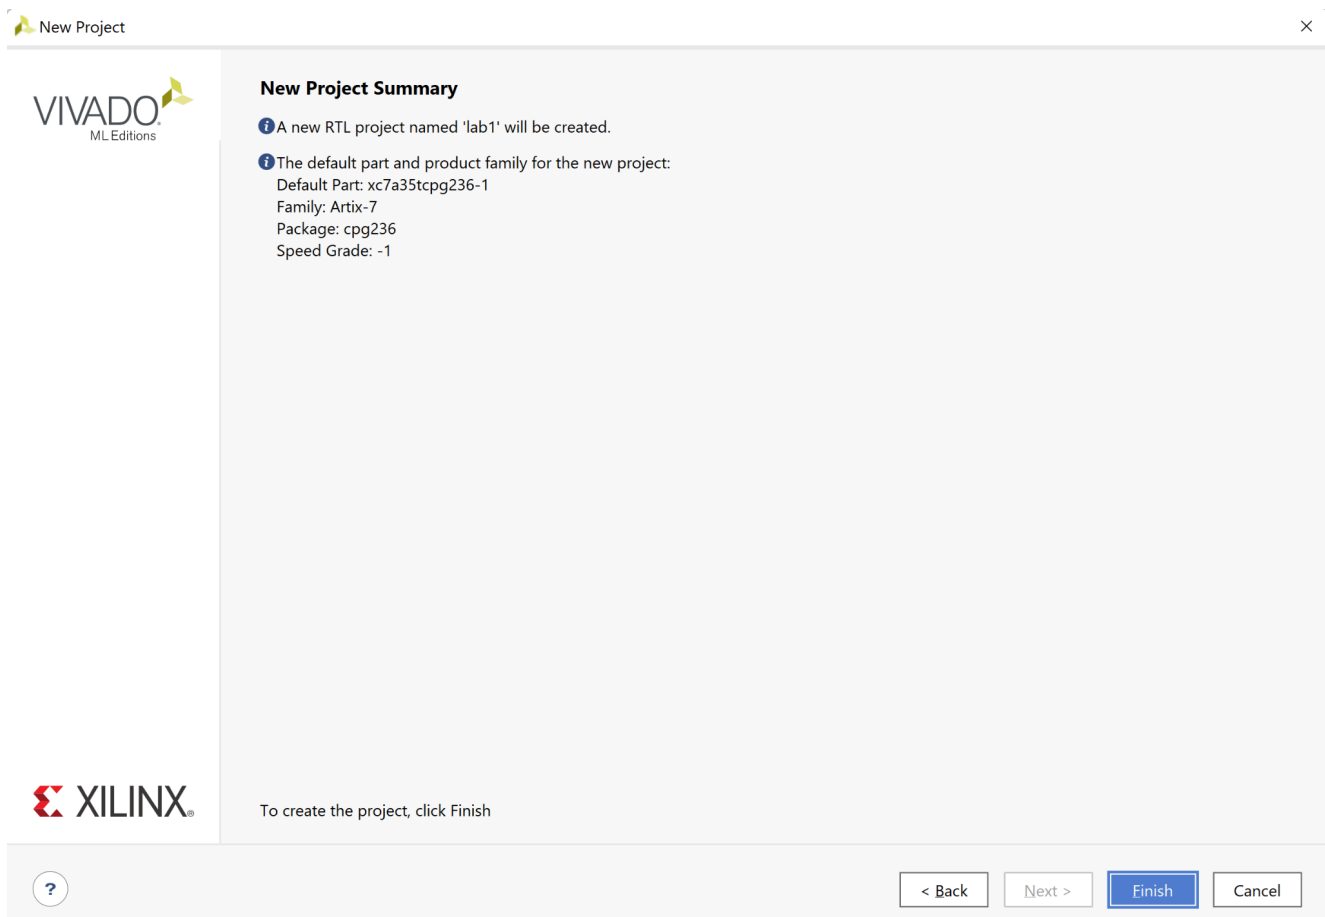 New Project
VIVADO.
ML Editions
New Project Summary
A new RTL project named 'lab1' will be created.
The default part and product family for the new project:
Default Part: xc7a35tcpg236-1
Family: Artix-7
Package: cpg236
Speed Grade: -1
XILINX®
To create the project, click Finish
?
< Back
Next >
Finish
Cancel